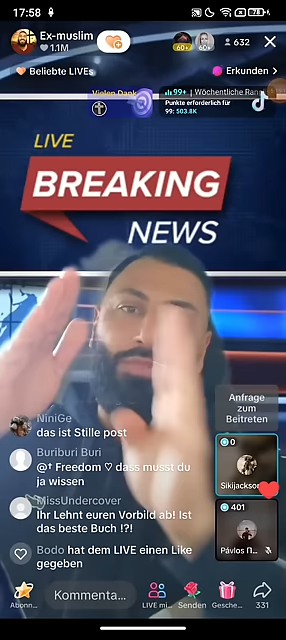 17:58
78
Ex-muslim
1.1M
60+
60+
632
Beliebte LIVEs
Erkunden
Vielen Dank
99+ | Wöchentliche Ran
Punkte erforderlich für
99: 503.8K
LIVE
BREAKING
NEWS
Anfrage
zum
Beitreten
0
Sikijackson
401
Pávlos Π...
NiniGe
das ist Stille post
Buriburi Buri
@† Freedom ♡ dass musst du
ja wissen
MissUndercover
Ihr Lehnt euren Vorbild ab! Ist
das beste Buch !?!
Bodo hat dem LIVE einen Like
gegeben
Abonn...
Kommenta...
LIVE mi...
Senden
Gesche...
331